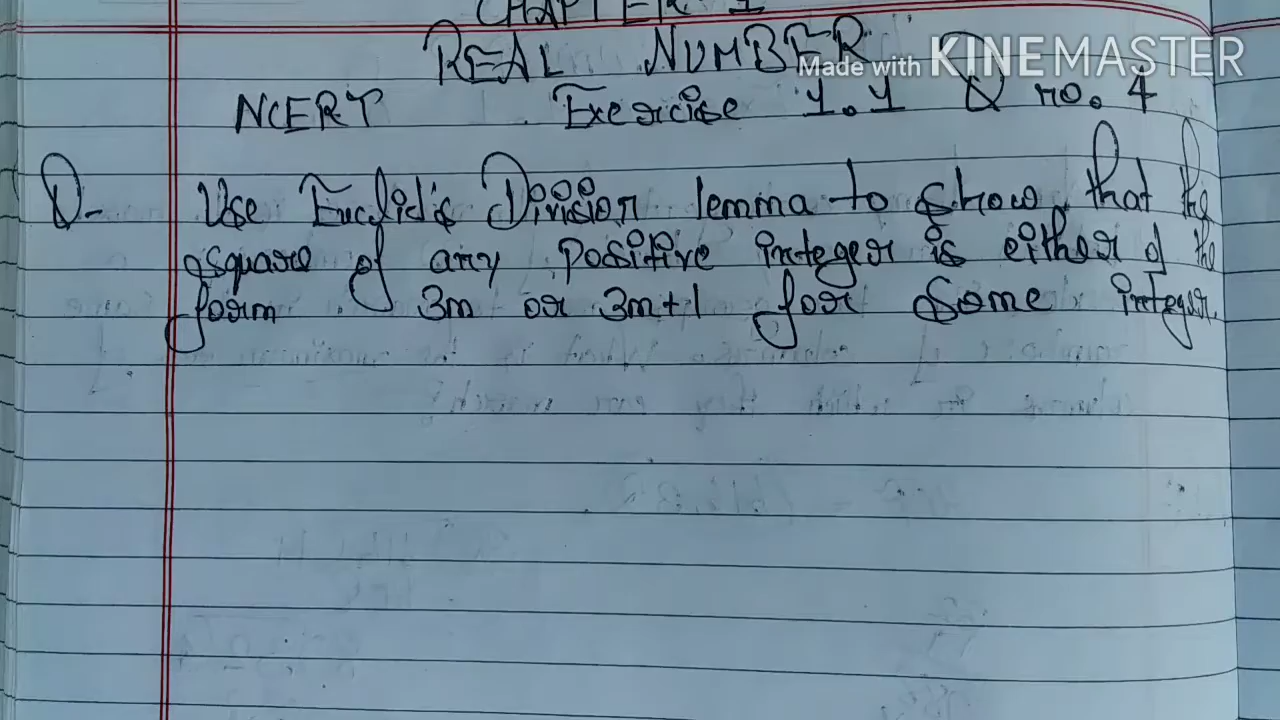 CHAPTER 1
REAL NUMBER
Made with KINEMASTER
NCERT Exercise 1.1 Q no. 4
Q- Use Euclid's Division lemma to show that the
square of any positive integer is either of the
form 3m or 3m+1 for some integer.